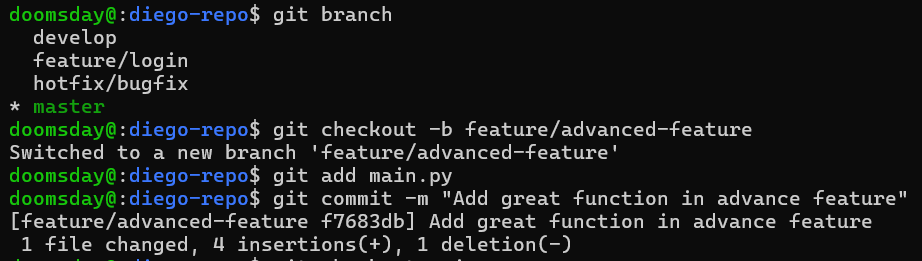 doomsday@:diego-repo$ git branch
  develop
  feature/login
  hotfix/bugfix
* master
doomsday@:diego-repo$ git checkout -b feature/advanced-feature
Switched to a new branch 'feature/advanced-feature'
doomsday@:diego-repo$ git add main.py
doomsday@:diego-repo$ git commit -m "Add great function in advance feature"
[feature/advanced-feature f7683db] Add great function in advance feature
 1 file changed, 4 insertions(+), 1 deletion(-)